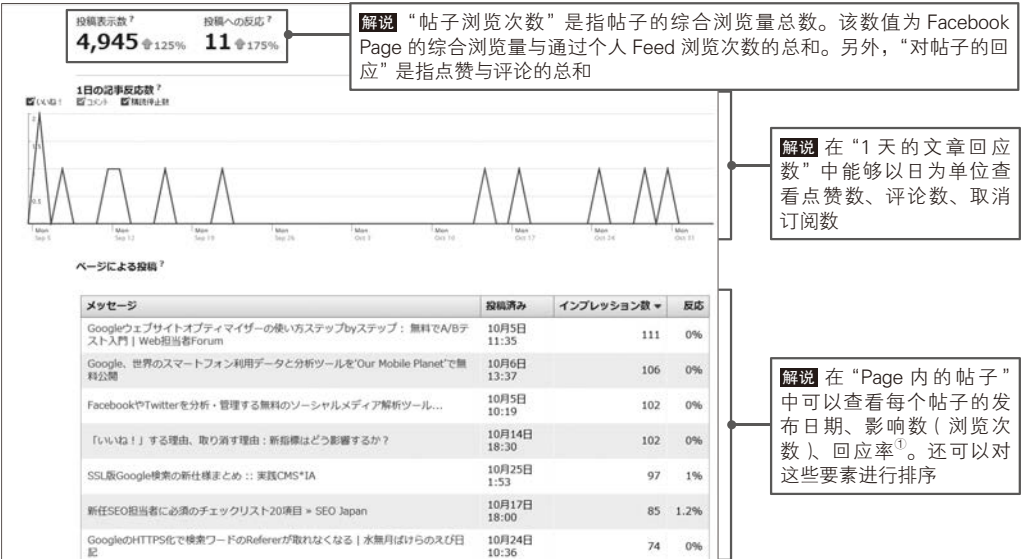 投稿表示数?
投稿への反応?
4,945 125%
11 175%
解说 “帖子浏览次数”是指帖子的综合浏览量总数。该数值为 Facebook
Page 的综合浏览量与通过个人 Feed 浏览次数的总和。另外，“对帖子的回
应”是指点赞与评论的总和
1日の記事反応数?
いいね！ コメント 購読停止数
1.5
0.5
Mon Mon Mon Mon Mon Mon Mon Mon Mon
Sep 5 Sep 12 Sep 19 Sep 26 Oct 3 Oct 10 Oct 17 Oct 24 Oct 31
解说 在“1 天的文章回应
数”中能够以日为单位查
看点赞数、评论数、取消
订阅数
ページによる投稿?
メッセージ 投稿済み インプレッション数 反応
Googleウェブサイトオプティマイザーの使い方ステップbyステップ： 無料でA/Bテ
スト入門 | Web担当者Forum
10月5日
11:35
111 0%
Google、世界のスマートフォン利用データと分析ツールを'Our Mobile Planet'で無
料公開
10月6日
13:37
106 0%
FacebookやTwitterを分析・管理する無料のソーシャルメディア解析ツール...
10月5日
10:19
102 0%
「いいね！」する理由、取り消す理由：新指標はどう影響するか？
10月14日
18:30
102 0%
SSL版Google検索の新仕様まとめ :: 実践CMS*IA
10月25日
1:53
97 1%
新任SEO担当者に必須のチェックリスト20項目 » SEO Japan
10月17日
18:00
85 1.2%
GoogleのHTTPS化で検索ワードのRefererが取れなくなる | 水無月ばけらのえび日
記
10月24日
10:36
74 0%
解说 在“Page 内的帖子”
中可以查看每个帖子的发
布日期、影响数（浏览次
数）、回应率①。还可以对
这些要素进行排序